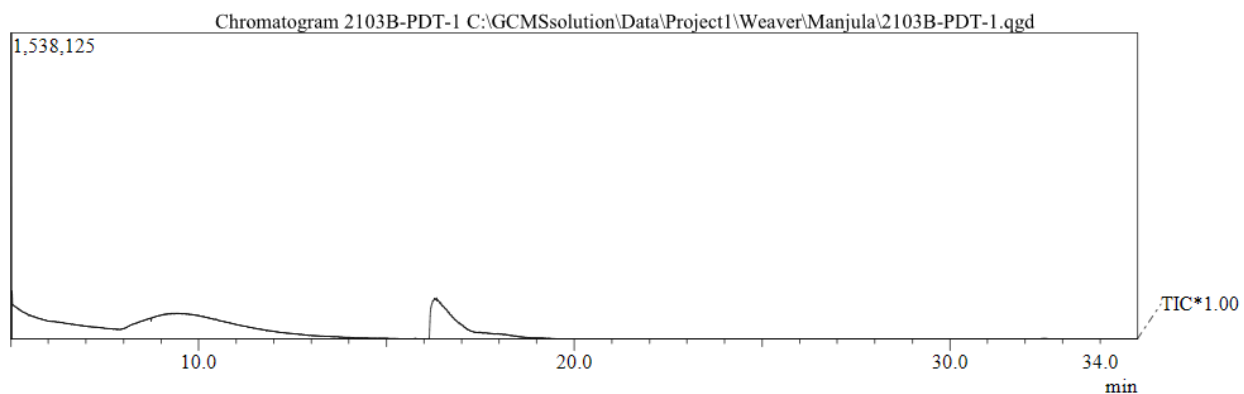 Chromatogram 2103B-PDT-1 C:\GCMSsolution\Data\Project1\Weaver\Manjula\2103B-PDT-1.qgd
1,538,125
TIC*1.00
10.0 20.0 30.0 34.0
min